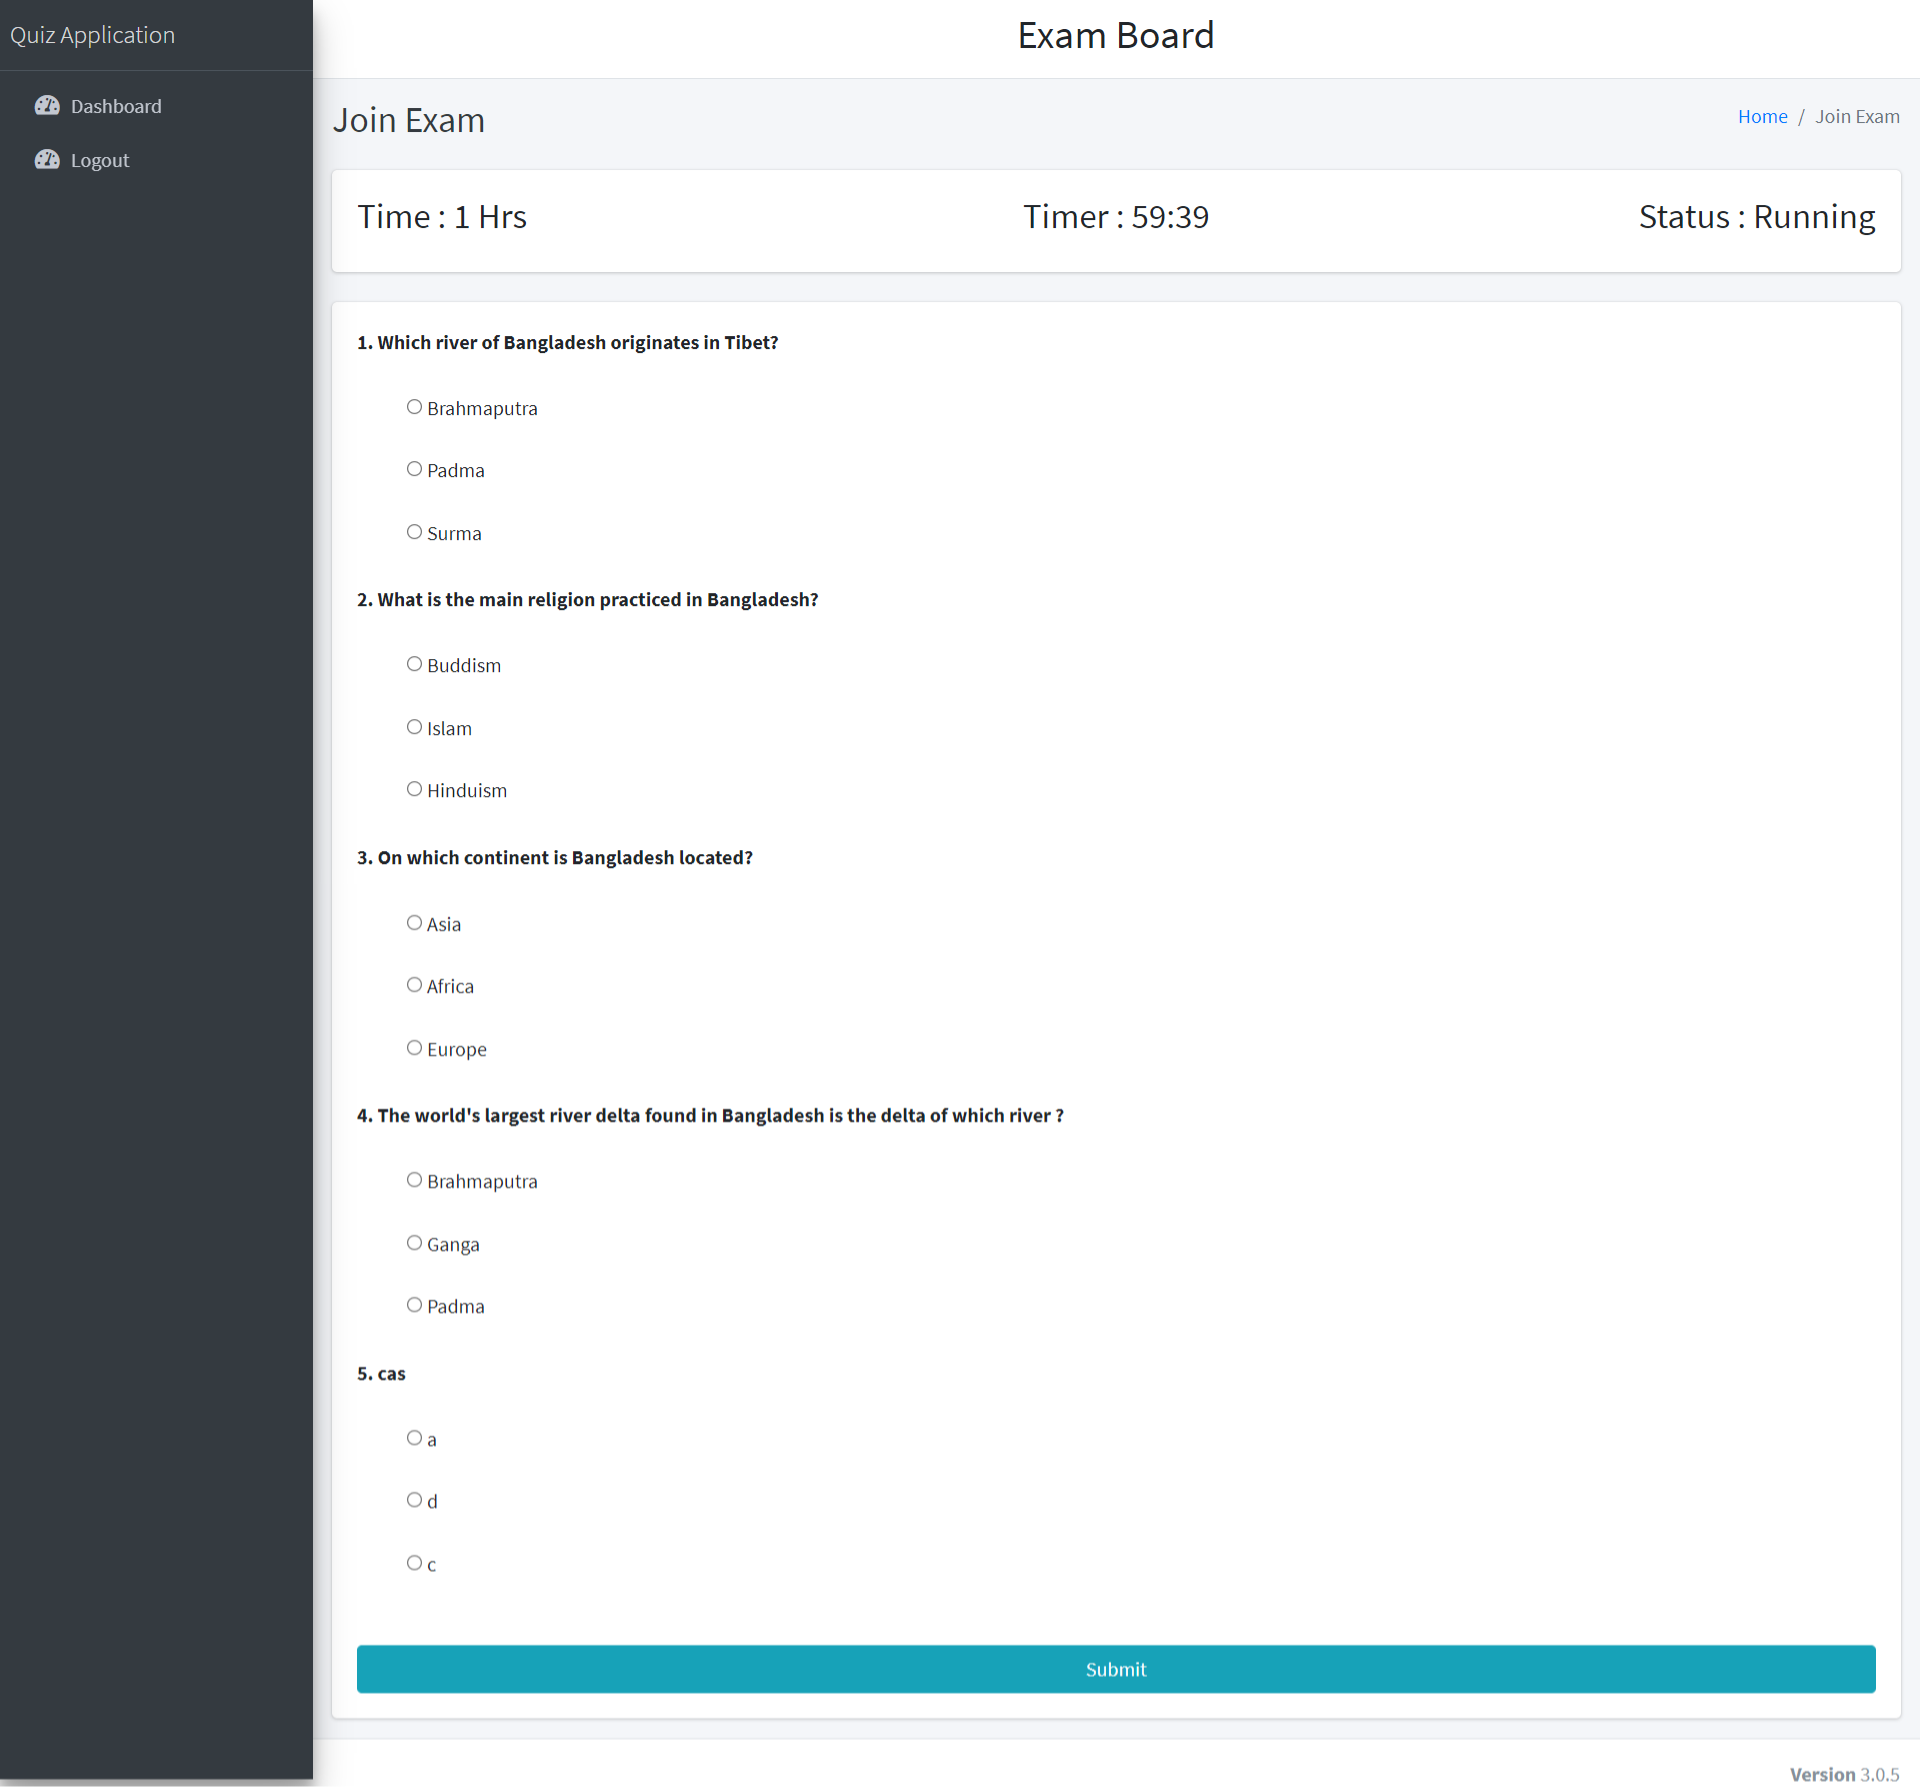 Quiz Application
Dashboard
Logout
Exam Board
Join Exam
Home / Join Exam
Time : 1 Hrs
Timer : 59:39
Status : Running
1. Which river of Bangladesh originates in Tibet?
Brahmaputra
Padma
Surma
2. What is the main religion practiced in Bangladesh?
Buddism
Islam
Hinduism
3. On which continent is Bangladesh located?
Asia
Africa
Europe
4. The world's largest river delta found in Bangladesh is the delta of which river ?
Brahmaputra
Ganga
Padma
5. cas
a
d
c
Submit
Version 3.0.5